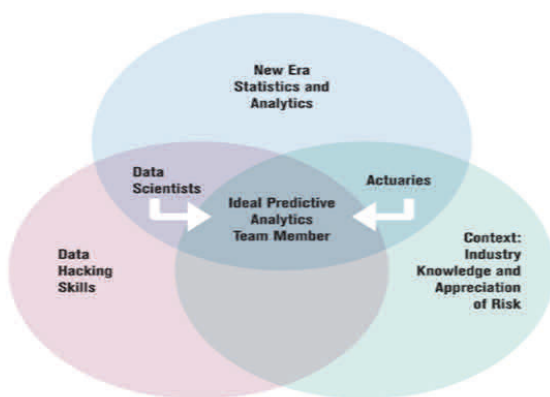 New Era
Statistics and
Analytics
Data
Scientists
Actuaries
Ideal Predictive
Analytics
Team Member
Data
Hacking
Skills
Context:
Industry
Knowledge and
Appreciation
of Risk